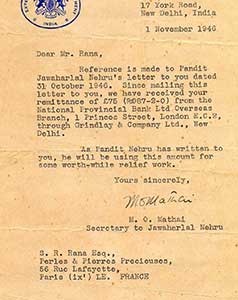 17 York Road,
New Delhi, India
1 November 1946
Dear Mr. Rana,
Reference is made to Pandit
Jawaharlal Nehru's letter to you dated
31 October 1946. Since mailing this
letter to you, we have received your
remittance of £75 (R987-2-0) from the
National Provincial Bank Ltd Overseas
Branch, 1 Princes Street, London E.C.2,
through Grindlay & Company Ltd., New
Delhi.
As Pandit Nehru has written to
you, he will be using this amount for
some worth-while relief work.
Yours sincerely,
M O Mathai
M. O. Mathai
Secretary to Jawaharlal Nehru
S. R. Rana Esq.,
Perles & Pierres Precieuses,
56 Rue Lafayette,
Paris (ix') LE. FRANCE